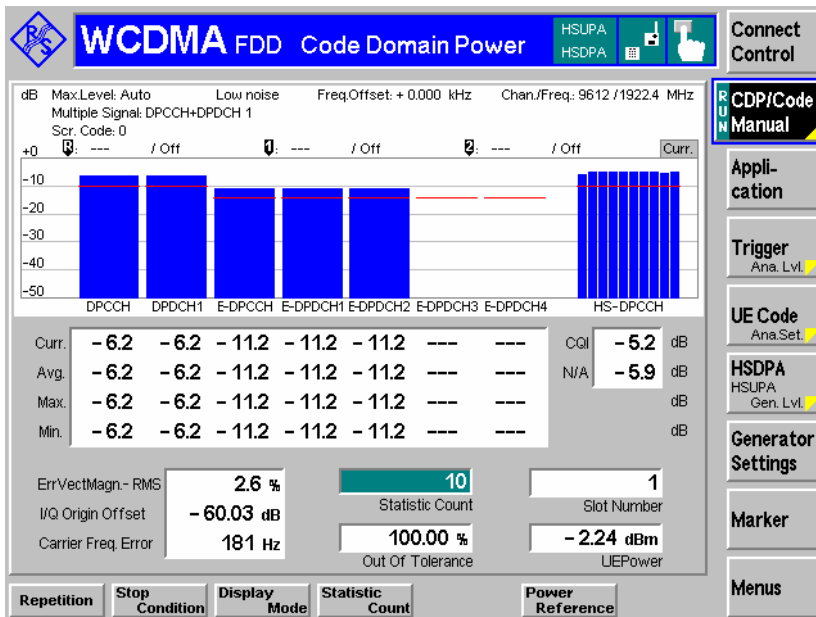 R&S
WCDMA FDD Code Domain Power
HSUPA
HSDPA
Connect
Control
dB Max.Level: Auto Low noise Freq.Offset: + 0.000 kHz Chan./Freq.: 9612 / 1922.4 MHz
Multiple Signal: DPCCH+DPDCH 1
Scr. Code: 0
+0 R: --- / Off 1: --- / Off 2: --- / Off Curr.
-10
-20
-30
-40
-50
DPCCH DPDCH1 E-DPCCH E-DPDCH1 E-DPDCH2 E-DPDCH3 E-DPDCH4 HS-DPCCH
Curr. – 6.2 – 6.2 – 11.2 – 11.2 – 11.2 --- --- CQI – 5.2 dB
Avg. – 6.2 – 6.2 – 11.2 – 11.2 – 11.2 --- --- N/A – 5.9 dB
Max. – 6.2 – 6.2 – 11.2 – 11.2 – 11.2 --- --- dB
Min. – 6.2 – 6.2 – 11.2 – 11.2 – 11.2 --- --- dB
ErrVectMagn.- RMS 2.6 %
I/Q Origin Offset – 60.03 dB
Carrier Freq. Error 181 Hz
10
Statistic Count
100.00 %
Out Of Tolerance
1
Slot Number
– 2.24 dBm
UEPower
RUN
CDP/Code
Manual
Appli-
cation
Trigger
Ana. Lvl.
UE Code
Ana.Set.
HSDPA
HSUPA
Gen. Lvl.
Generator
Settings
Marker
Menus
Repetition
Stop
Condition
Display
Mode
Statistic
Count
Power
Reference